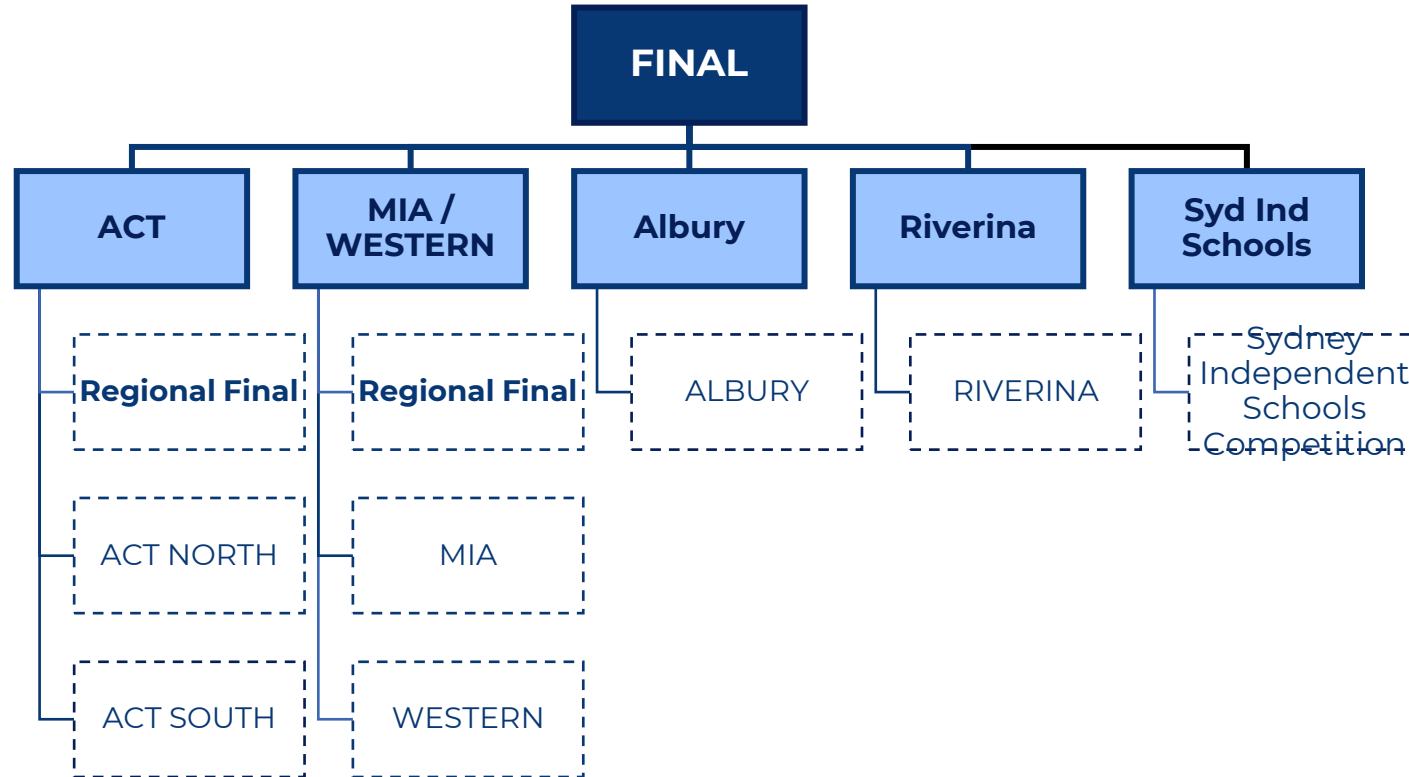 FINAL
ACT
MIA /
WESTERN
Albury
Riverina
Syd Ind
Schools
Regional Final
Regional Final
ALBURY
RIVERINA
Sydney
Independent
Schools
Competition
ACT NORTH
MIA
ACT SOUTH
WESTERN